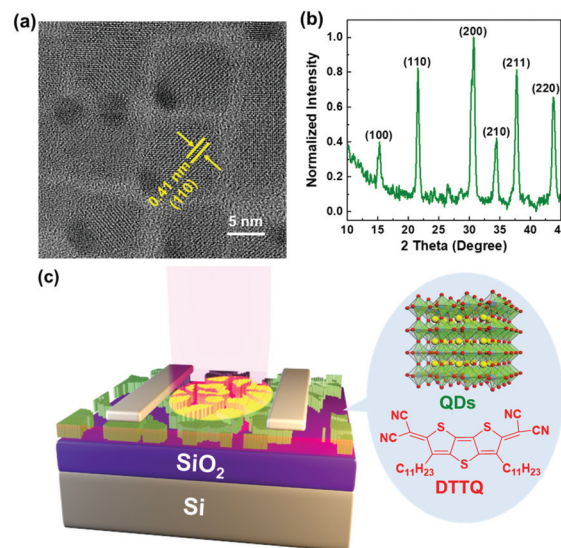 (a)
0.41 nm
(110)
5 nm
(b)
Normalized Intensity
1.0
0.8
0.6
0.4
0.2
0.0
(100)
(110)
(200)
(210)
(211)
(220)
10 15 20 25 30 35 40 45
2 Theta (Degree)
(c)
SiO2
Si
QDs
NC
NC
S
S
S
NC
CN
C11H23
C11H23
DTTQ